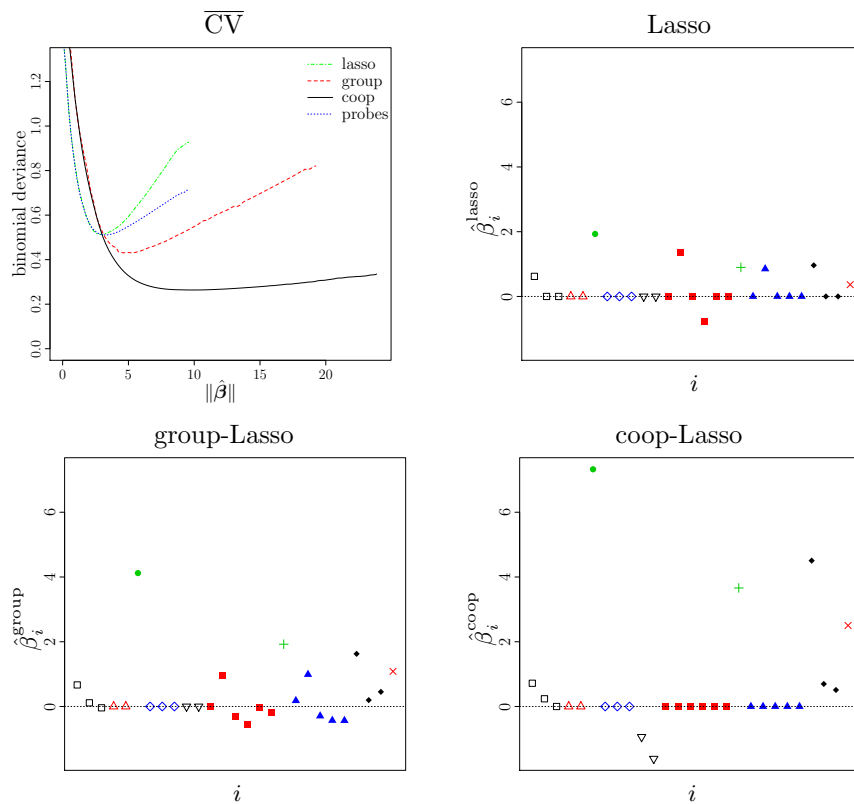 C̅V̅
binomial deviance
0.0 0.2 0.4 0.6 0.8 1.0 1.2
lasso
group
coop
probes
0 5 10 15 20
‖β̂‖
Lasso
β̂ᵢ^lasso
0 2 4 6
i
group-Lasso
β̂ᵢ^group
0 2 4 6
i
coop-Lasso
β̂ᵢ^coop
0 2 4 6
i